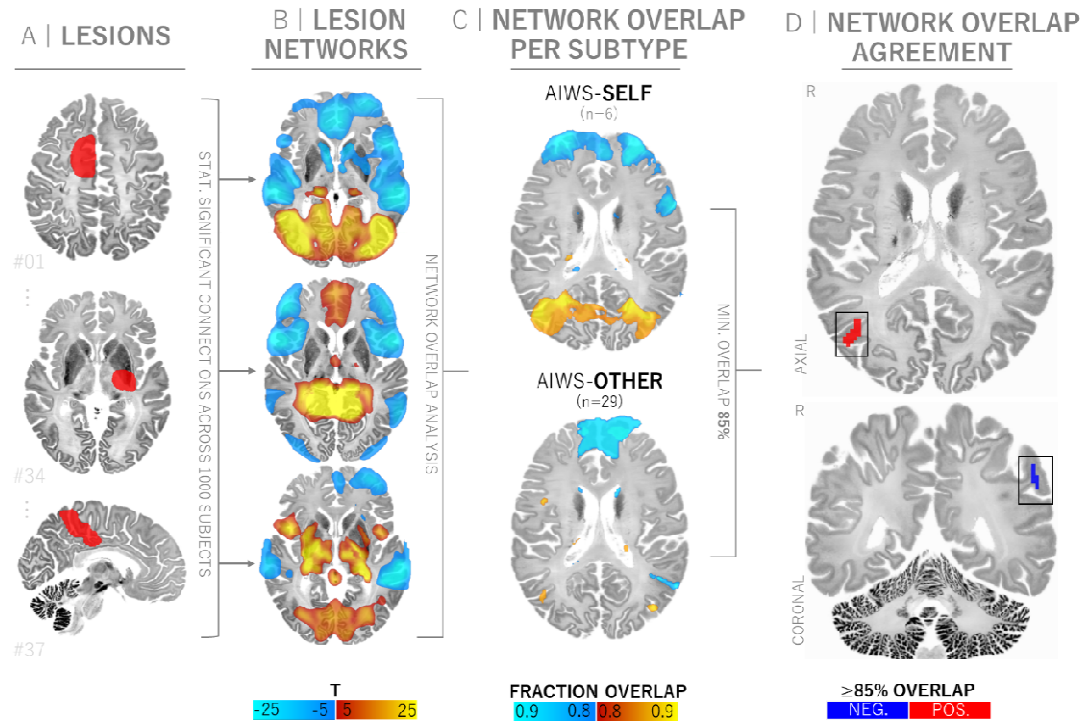 A | LESIONS
B | LESION
NETWORKS
C | NETWORK OVERLAP
PER SUBTYPE
D | NETWORK OVERLAP
AGREEMENT
#01
⋮
#34
⋮
#37
STAT. SIGNIFICANT CONNECTIONS ACROSS 1000 SUBJECTS
NETWORK OVERLAP ANALYSIS
AIWS-SELF
(n=6)
AIWS-OTHER
(n=29)
MIN. OVERLAP 85%
R
AXIAL
R
CORONAL
T
-25 -5 5 25
FRACTION OVERLAP
0.9 0.8 0.8 0.9
≥85% OVERLAP
NEG. POS.